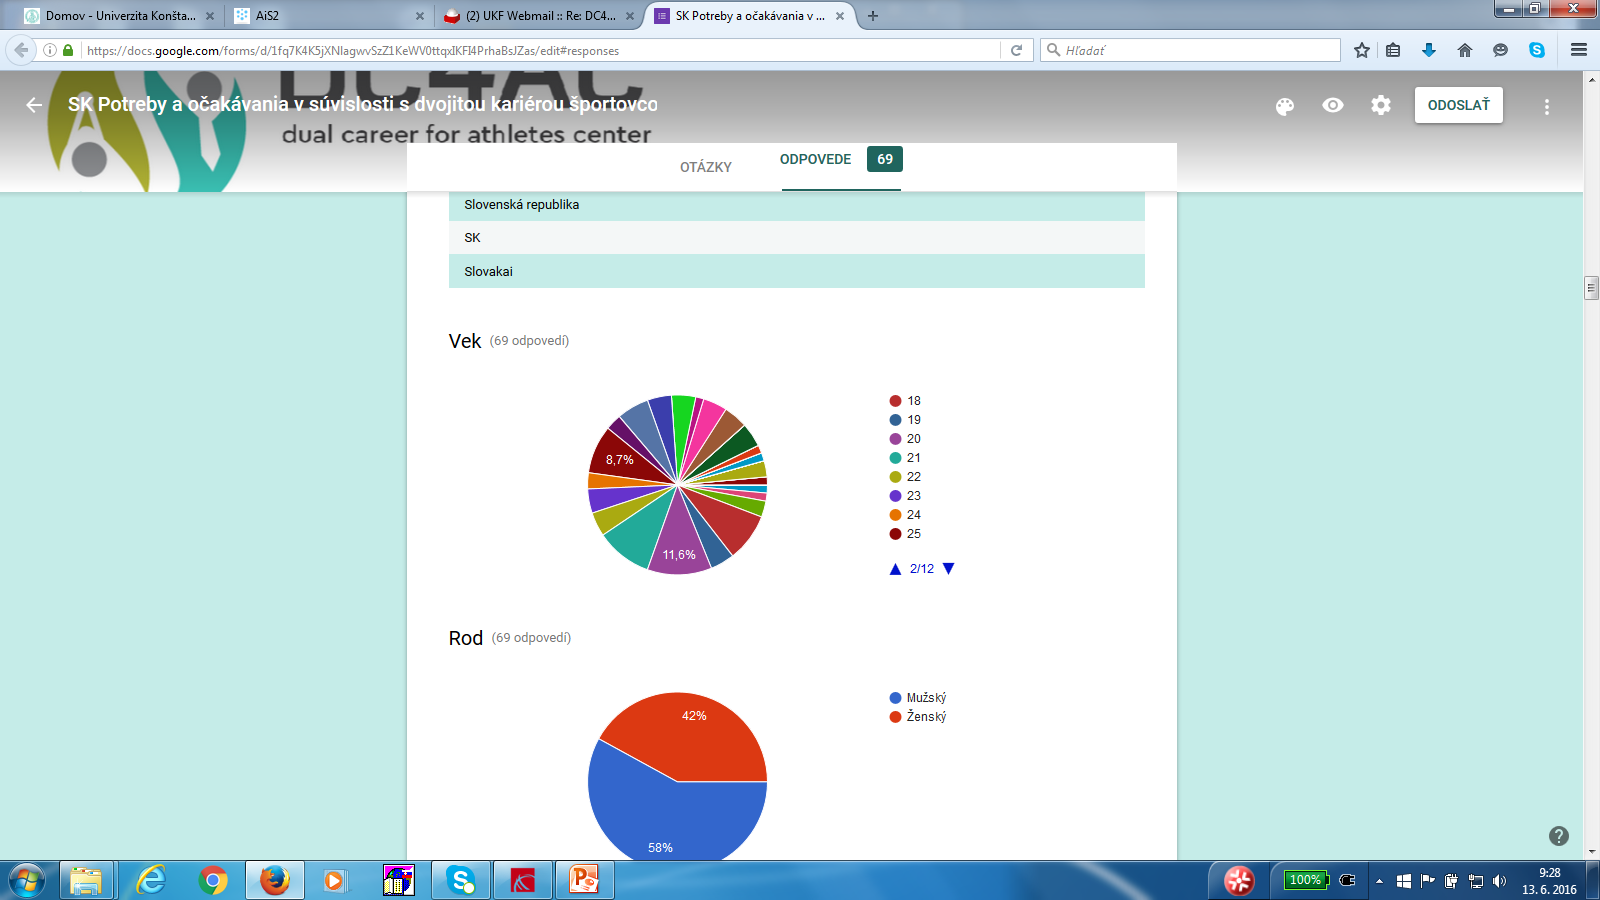 Domov - Univerzita Konšta...
AiS2
(2) UKF Webmail :: Re: DC4...
SK Potreby a očakávania v ...
https://docs.google.com/forms/d/1fq7K4K5jXNlagwvSzZ1KeWV0ttqxIKFI4PrhaBsJZas/edit#responses
Hľadať
DC4AC
SK Potreby a očakávania v súvislosti s dvojitou kariérou športovco
dual career for athletes center
ODOSLAŤ
OTÁZKY
ODPOVEDE 69
Slovenská republika
SK
Slovakai
Vek (69 odpovedí)
8,7%
11,6%
18
19
20
21
22
23
24
25
2/12
Rod (69 odpovedí)
42%
58%
Mužský
Ženský
100%
9:28
13. 6. 2016